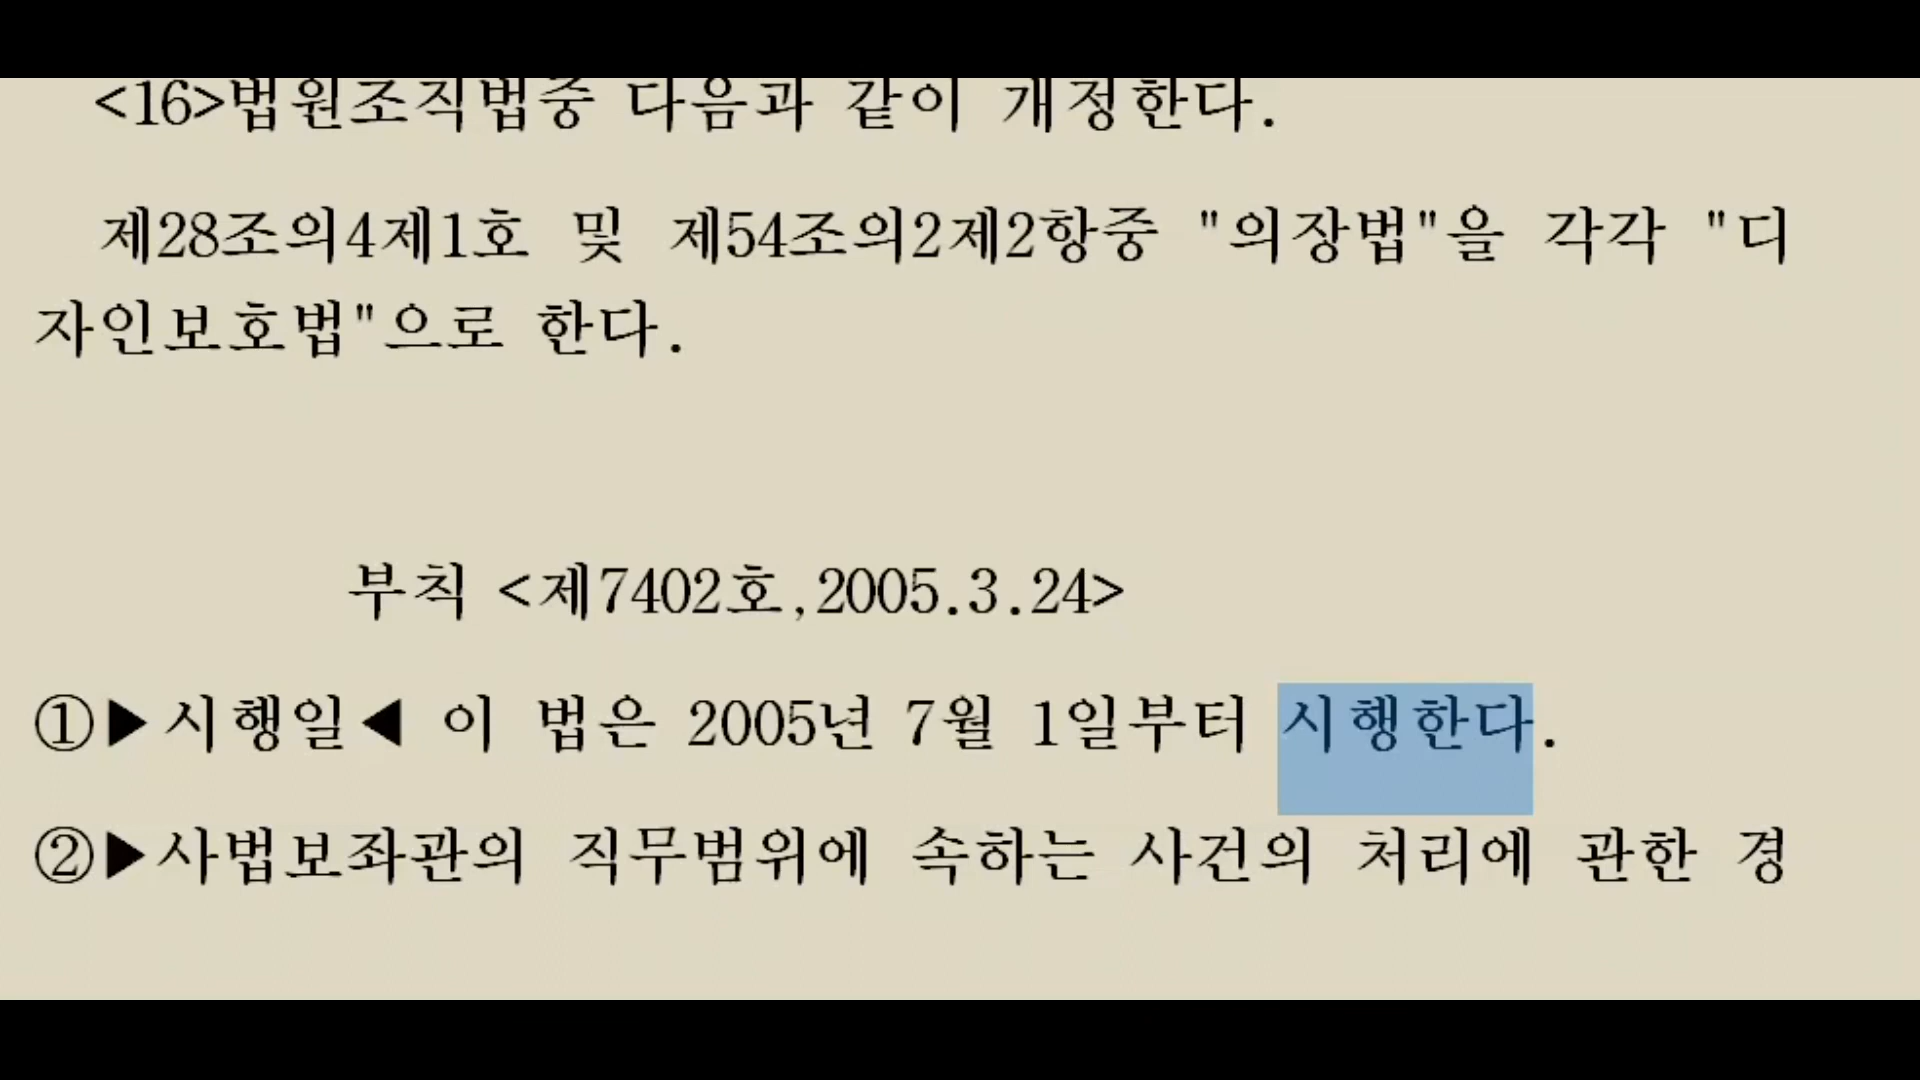 <16>법원조직법중 다음과 같이 개정한다.
제28조의4제1호 및 제54조의2제2항중 "의장법"을 각각 "디
자인보호법"으로 한다.
부칙 <제7402호,2005.3.24>
①▶시행일◀ 이 법은 2005년 7월 1일부터 시행한다.
②▶사법보좌관의 직무범위에 속하는 사건의 처리에 관한 경